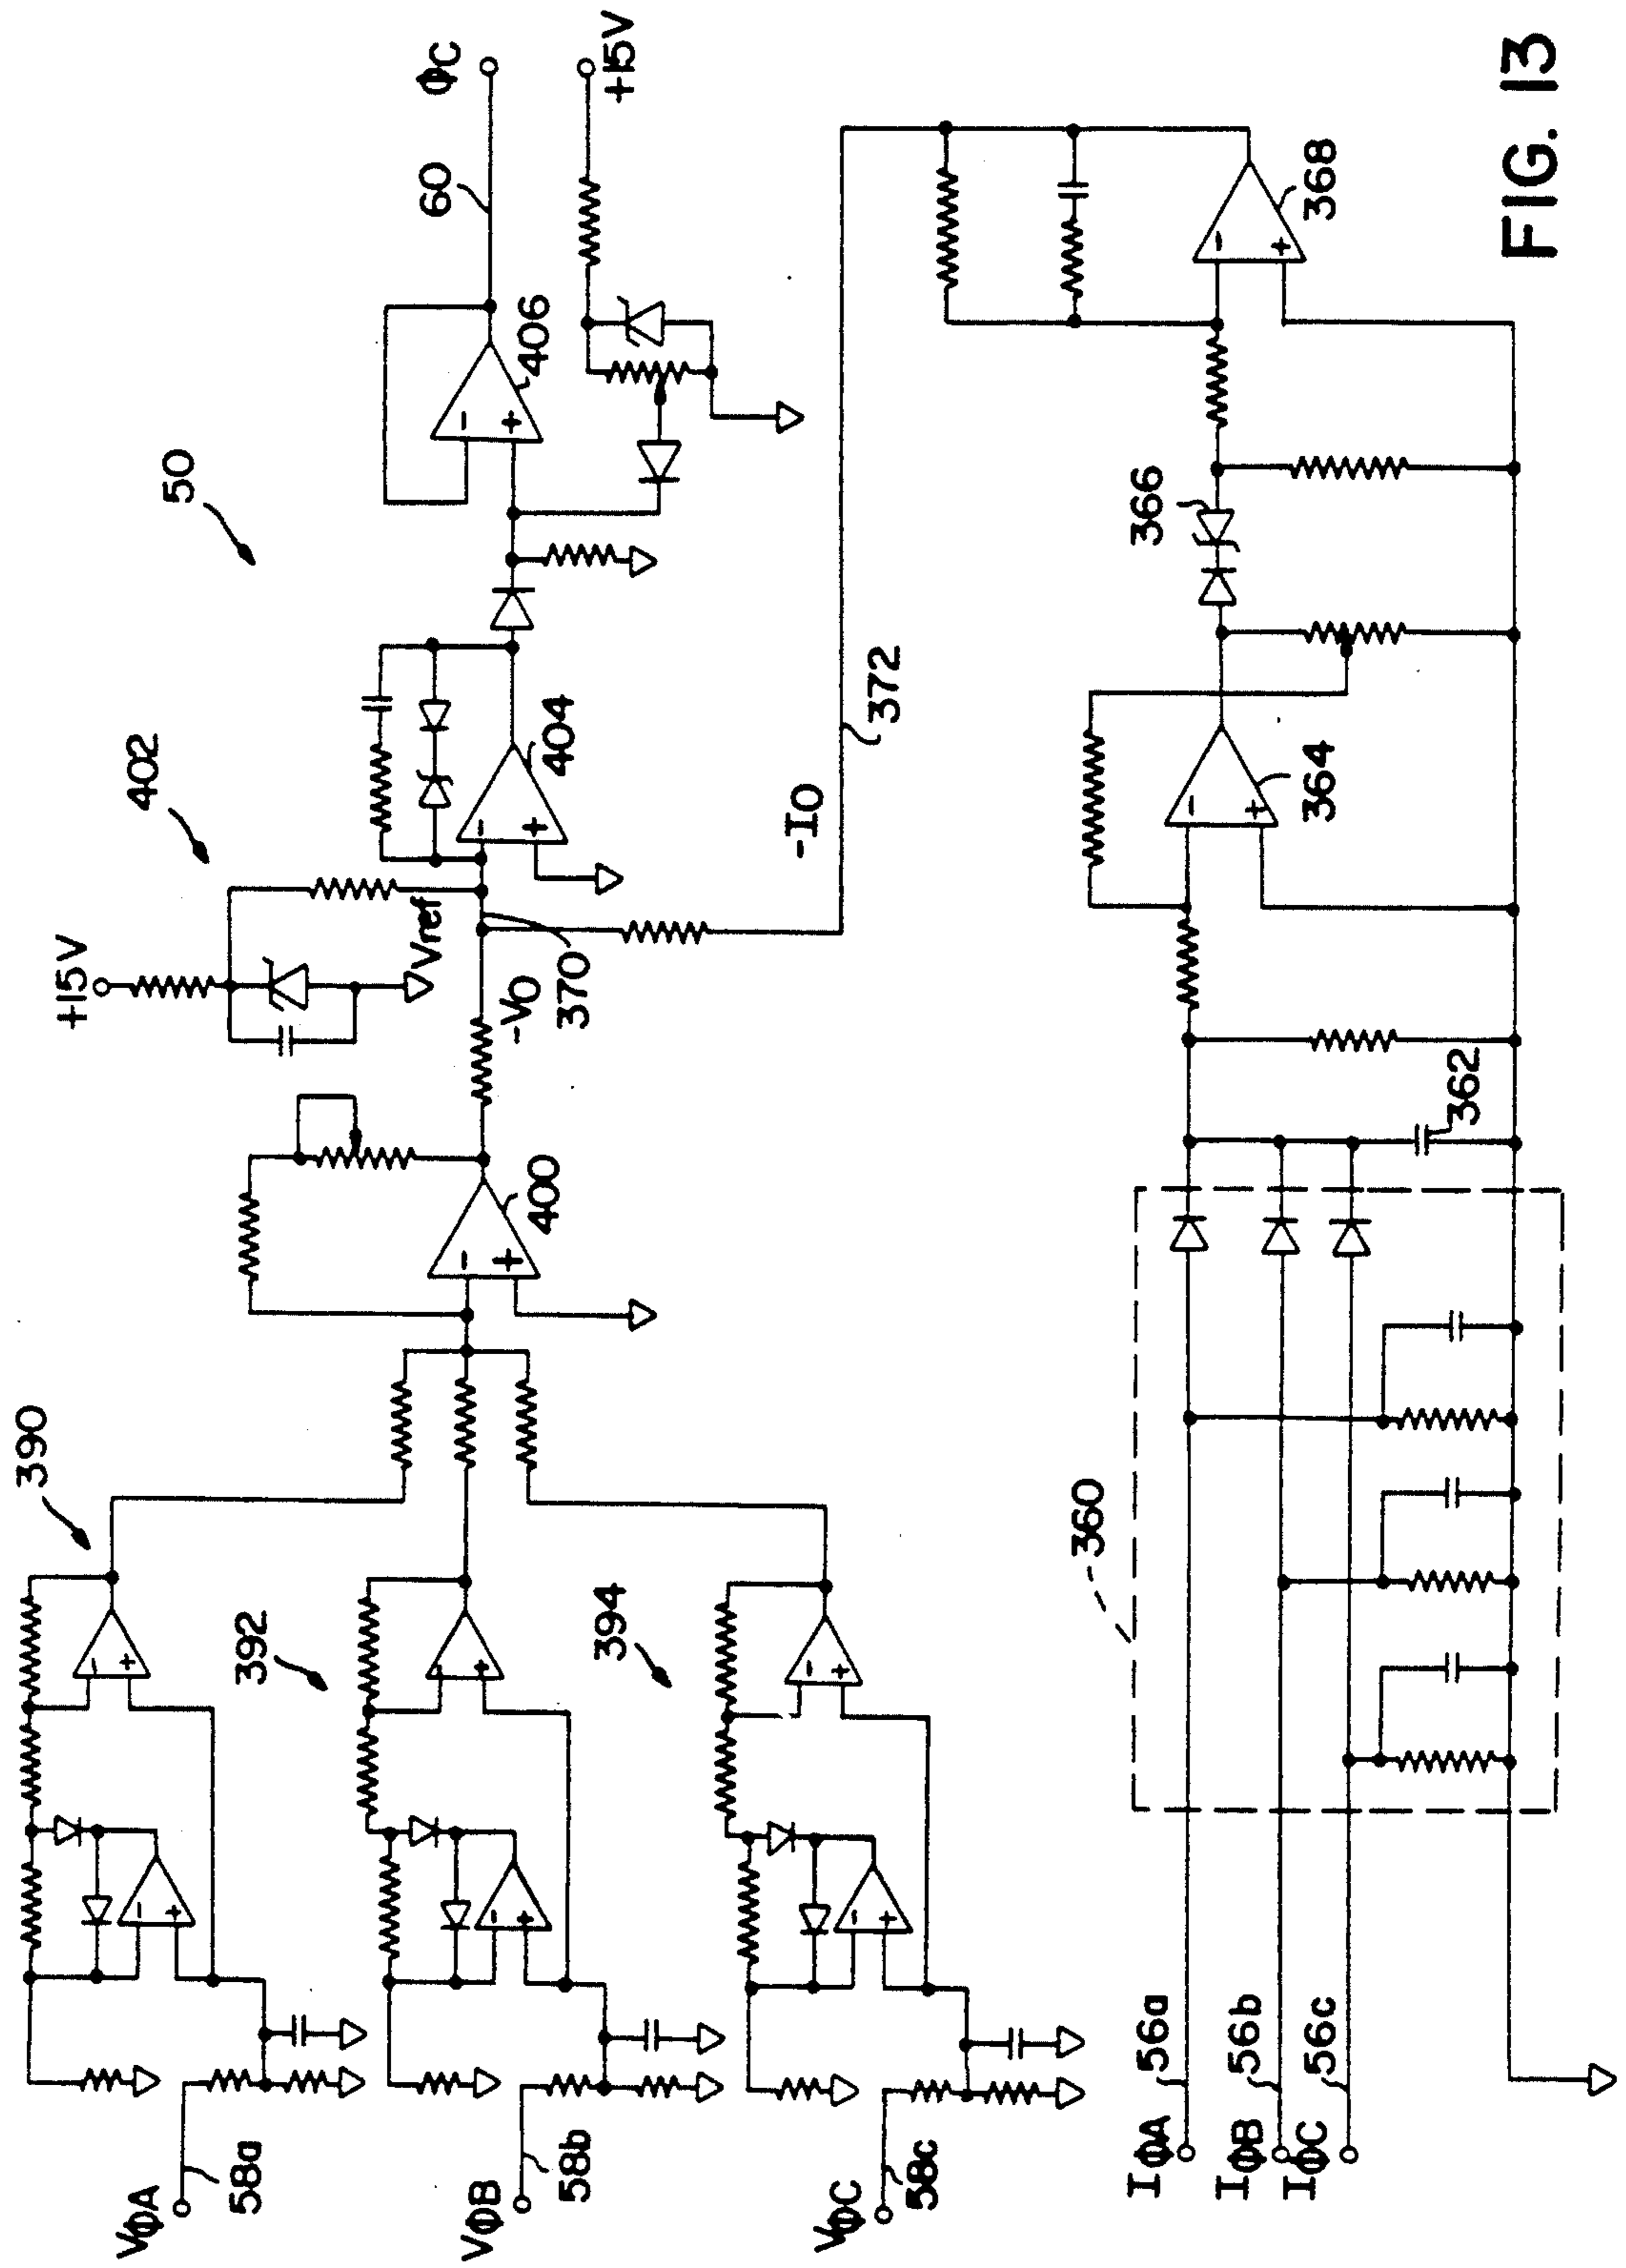 FIG. 13
50
402
+15V
Vref
390
392
394
VΦA
58a
VΦB
58b
VΦC
58c
400
-VO
370
404
406
60
ΦC
+15V
-IO
372
360
362
364
366
368
IΦA
56a
IΦB
56b
IΦC
56c